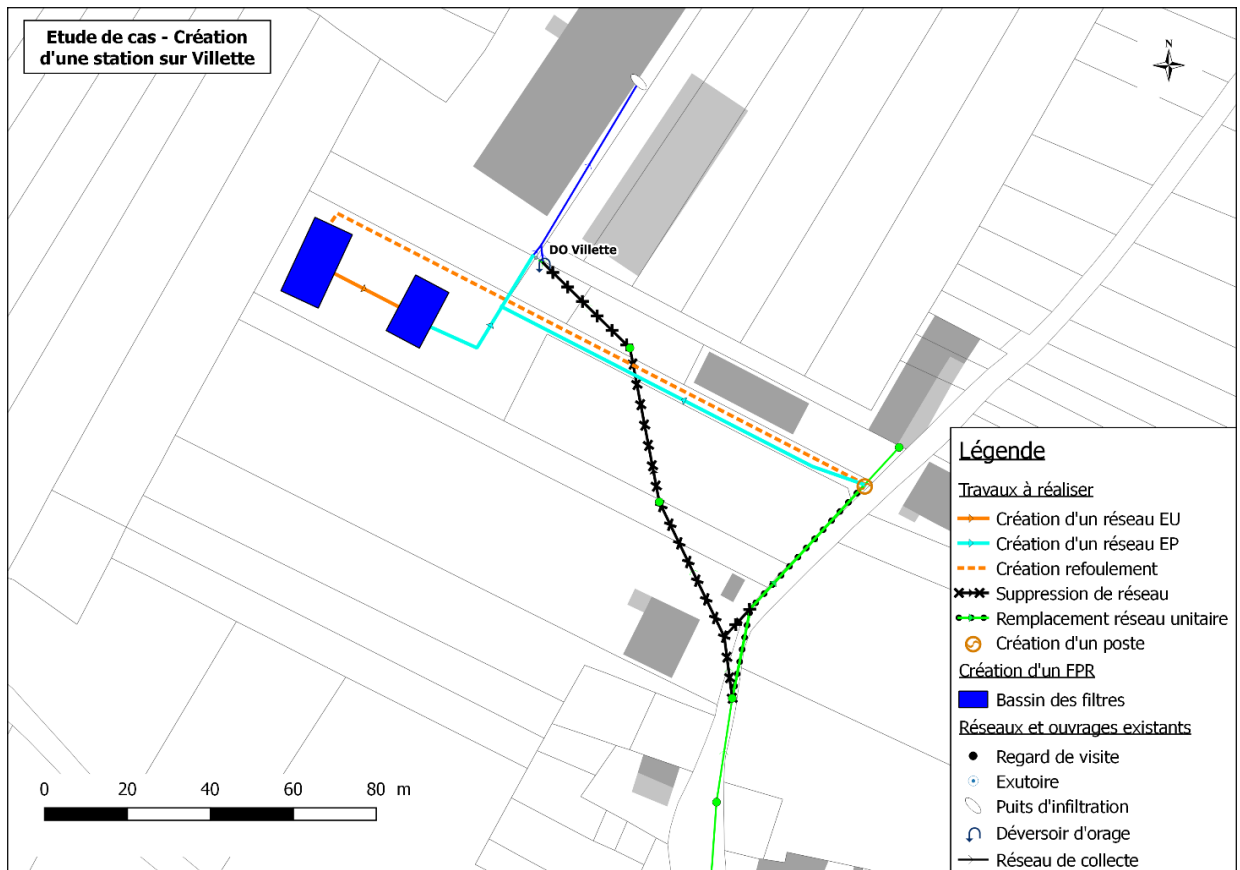 Etude de cas - Création
d'une station sur Villette
N
DO Villette
Légende
Travaux à réaliser
Création d'un réseau EU
Création d'un réseau EP
Création refoulement
Suppression de réseau
Remplacement réseau unitaire
Création d'un poste
Création d'un FPR
Bassin des filtres
Réseaux et ouvrages existants
Regard de visite
Exutoire
Puits d'infiltration
Déversoir d'orage
Réseau de collecte
0 20 40 60 80 m